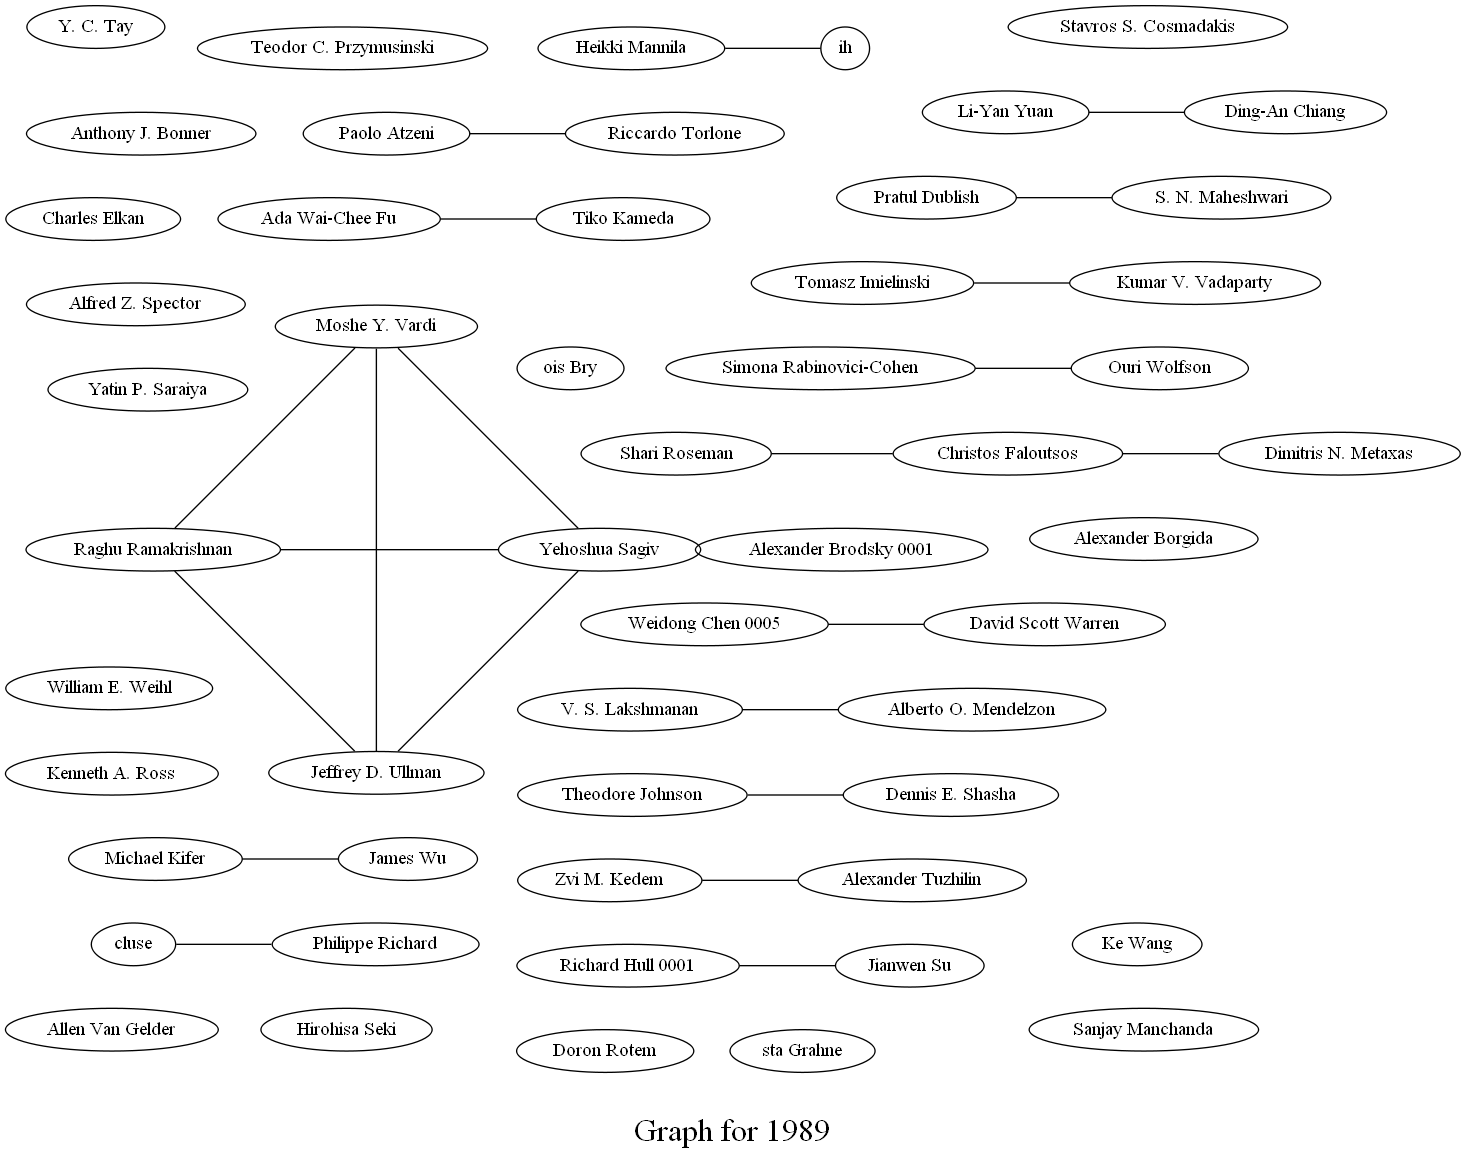 Y. C. Tay
Teodor C. Przymusinski
Heikki Mannila
ih
Stavros S. Cosmadakis
Li-Yan Yuan
Ding-An Chiang
Anthony J. Bonner
Paolo Atzeni
Riccardo Torlone
Pratul Dublish
S. N. Maheshwari
Charles Elkan
Ada Wai-Chee Fu
Tiko Kameda
Tomasz Imielinski
Kumar V. Vadaparty
Alfred Z. Spector
Moshe Y. Vardi
ois Bry
Simona Rabinovici-Cohen
Ouri Wolfson
Yatin P. Saraiya
Shari Roseman
Christos Faloutsos
Dimitris N. Metaxas
Raghu Ramakrishnan
Yehoshua Sagiv
Alexander Brodsky 0001
Alexander Borgida
Weidong Chen 0005
David Scott Warren
William E. Weihl
V. S. Lakshmanan
Alberto O. Mendelzon
Kenneth A. Ross
Jeffrey D. Ullman
Theodore Johnson
Dennis E. Shasha
Michael Kifer
James Wu
Zvi M. Kedem
Alexander Tuzhilin
cluse
Philippe Richard
Richard Hull 0001
Jianwen Su
Ke Wang
Allen Van Gelder
Hirohisa Seki
Doron Rotem
sta Grahne
Sanjay Manchanda
Graph for 1989